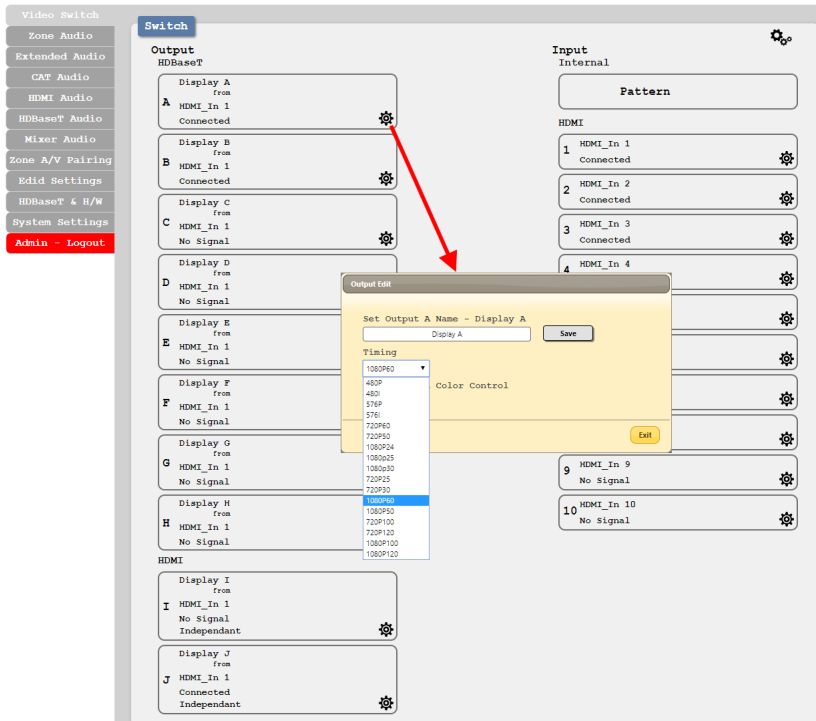 Video Switch
Zone Audio
Extended Audio
CAT Audio
HDMI Audio
HDBaseT Audio
Mixer Audio
Zone A/V Pairing
Edid Settings
HDBaseT & H/W
System Settings
Admin - Logout
Switch
Output
HDBaseT
Display A
from
A HDMI_In 1
Connected
Display B
from
B HDMI_In 1
Connected
Display C
from
C HDMI_In 1
No Signal
Display D
from
D HDMI_In 1
No Signal
Display E
from
E HDMI_In 1
No Signal
Display F
from
F HDMI_In 1
No Signal
Display G
from
G HDMI_In 1
No Signal
Display H
from
H HDMI_In 1
No Signal
HDMI
Display I
from
I HDMI_In 1
No Signal
Independant
Display J
from
J HDMI_In 1
Connected
Independant
Output Edit
Set Output A Name - Display A
Display A
Save
Timing
1080P60
Color Control
480P
480I
576P
576I
720P60
720P50
1080P24
1080p25
1080p30
720P25
720P30
1080P60
1080P50
720P100
720P120
1080P100
1080P120
Exit
Input
Internal
Pattern
HDMI
1 HDMI_In 1
Connected
2 HDMI_In 2
Connected
3 HDMI_In 3
Connected
4 HDMI_In 4
9 HDMI_In 9
No Signal
10 HDMI_In 10
No Signal